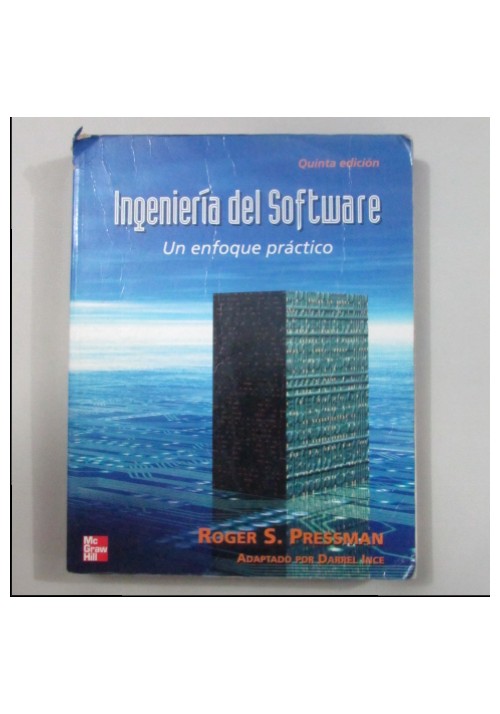 Quinta edición
Ingeniería del Software
Un enfoque práctico
ROGER S. PRESSMAN
ADAPTADO POR DARREL INCE
Mc
Graw
Hill